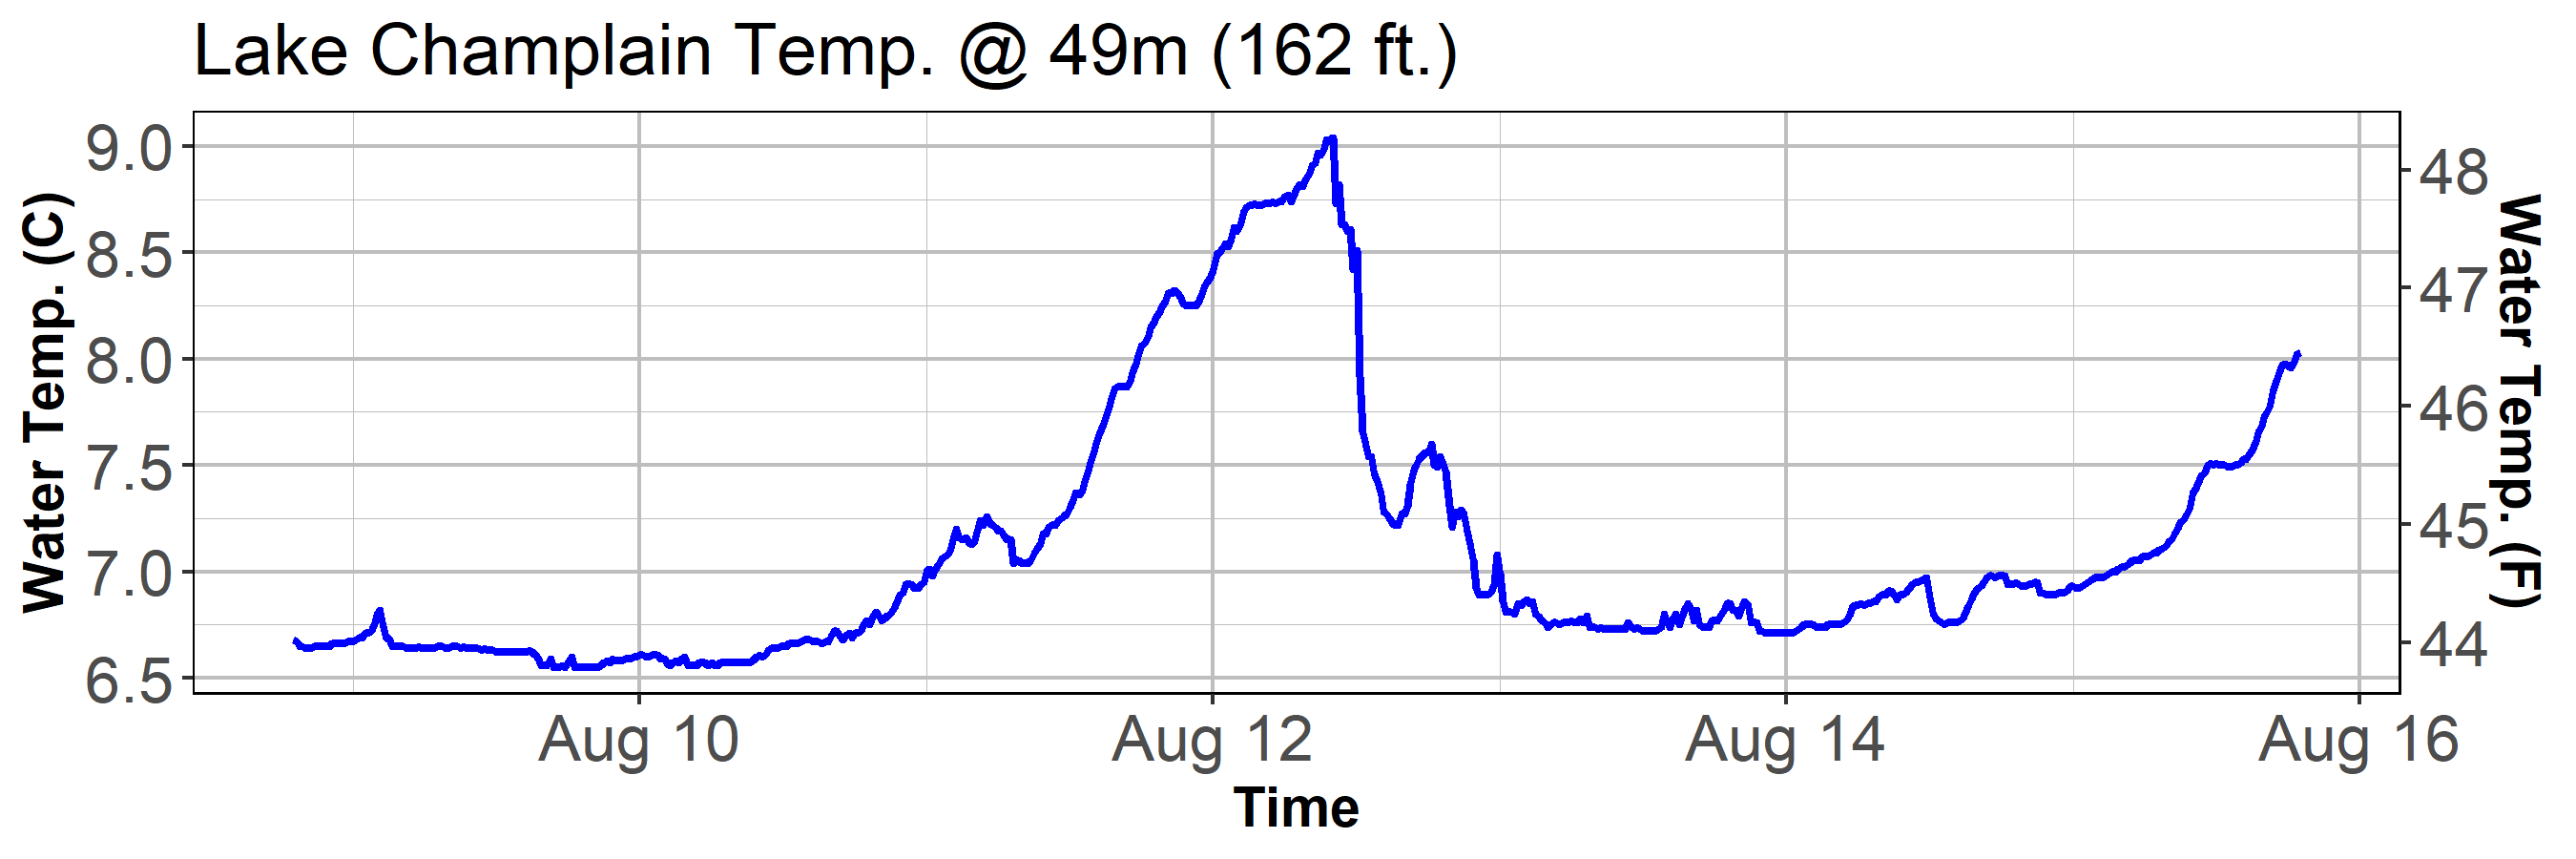 Lake Champlain Temp. @ 49m (162 ft.)
Water Temp. (C)
9.0
8.5
8.0
7.5
7.0
6.5
48
47
46
45
44
Water Temp. (F)
Aug 10
Aug 12
Aug 14
Aug 16
Time